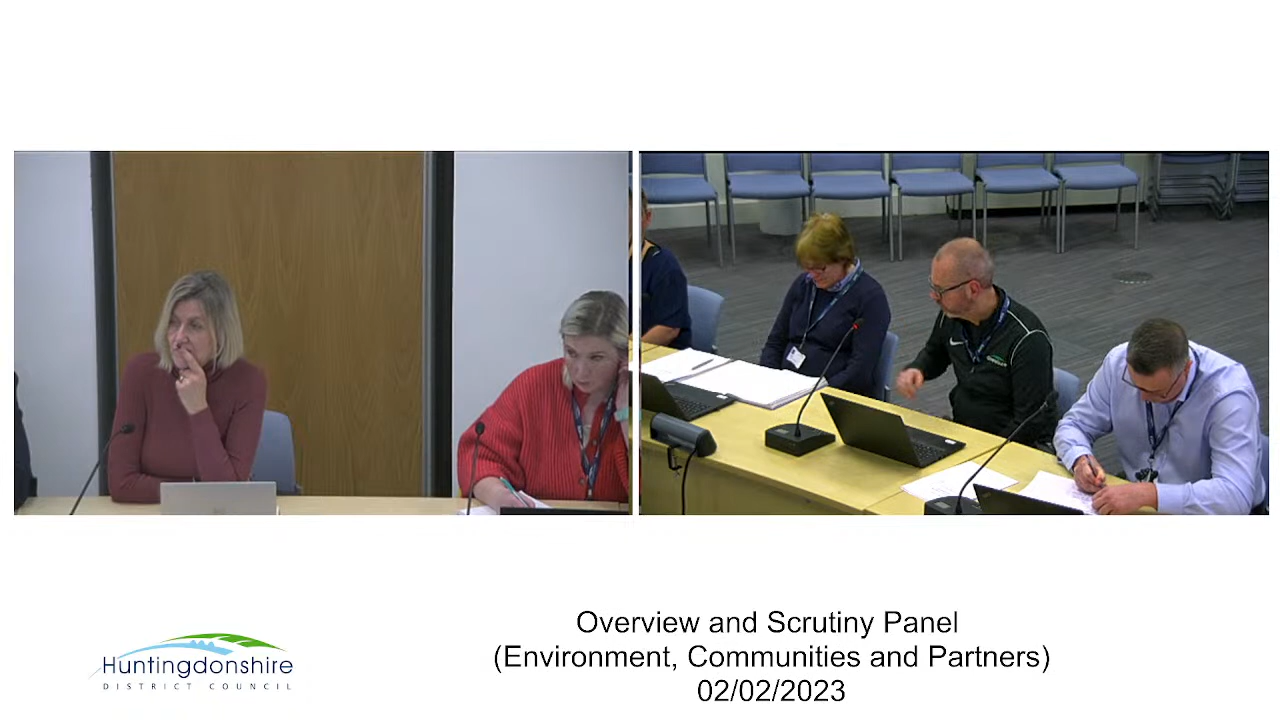 Huntingdonshire
DISTRICT COUNCIL
Overview and Scrutiny Panel
(Environment, Communities and Partners)
02/02/2023